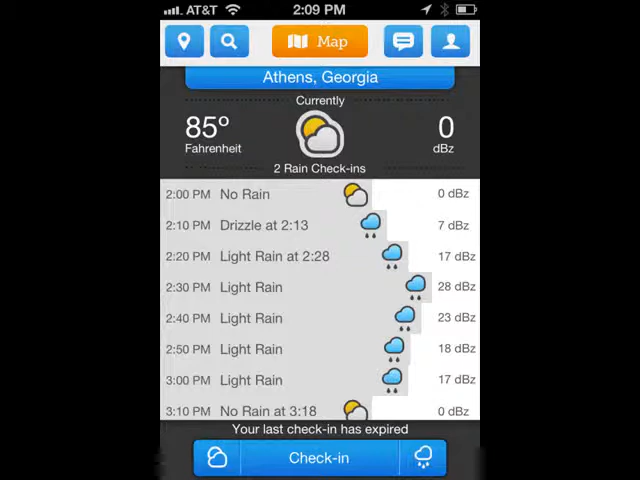 AT&T 2:09 PM
Map
Athens, Georgia
Currently
85° 0
Fahrenheit dBz
2 Rain Check-ins
2:00 PM No Rain 0 dBz
2:10 PM Drizzle at 2:13 7 dBz
2:20 PM Light Rain at 2:28 17 dBz
2:30 PM Light Rain 28 dBz
2:40 PM Light Rain 23 dBz
2:50 PM Light Rain 18 dBz
3:00 PM Light Rain 17 dBz
3:10 PM No Rain at 3:18 0 dBz
Your last check-in has expired
Check-in